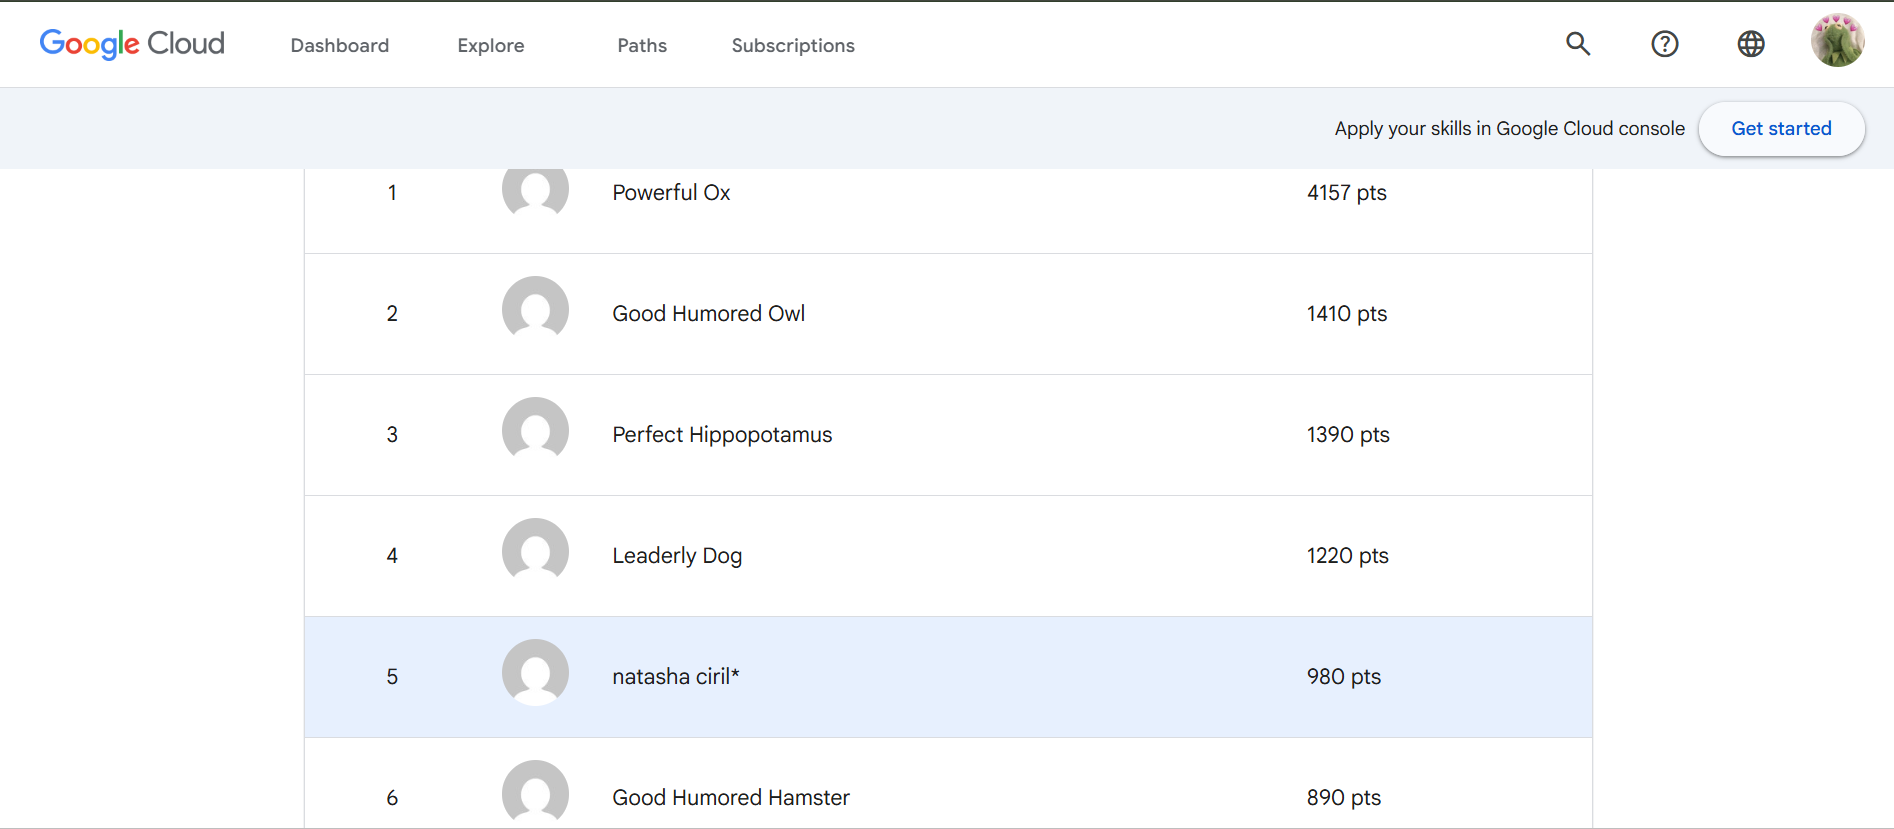 Google Cloud Dashboard Explore Paths Subscriptions
Apply your skills in Google Cloud console Get started
1 Powerful Ox 4157 pts
2 Good Humored Owl 1410 pts
3 Perfect Hippopotamus 1390 pts
4 Leaderly Dog 1220 pts
5 natasha ciril* 980 pts
6 Good Humored Hamster 890 pts